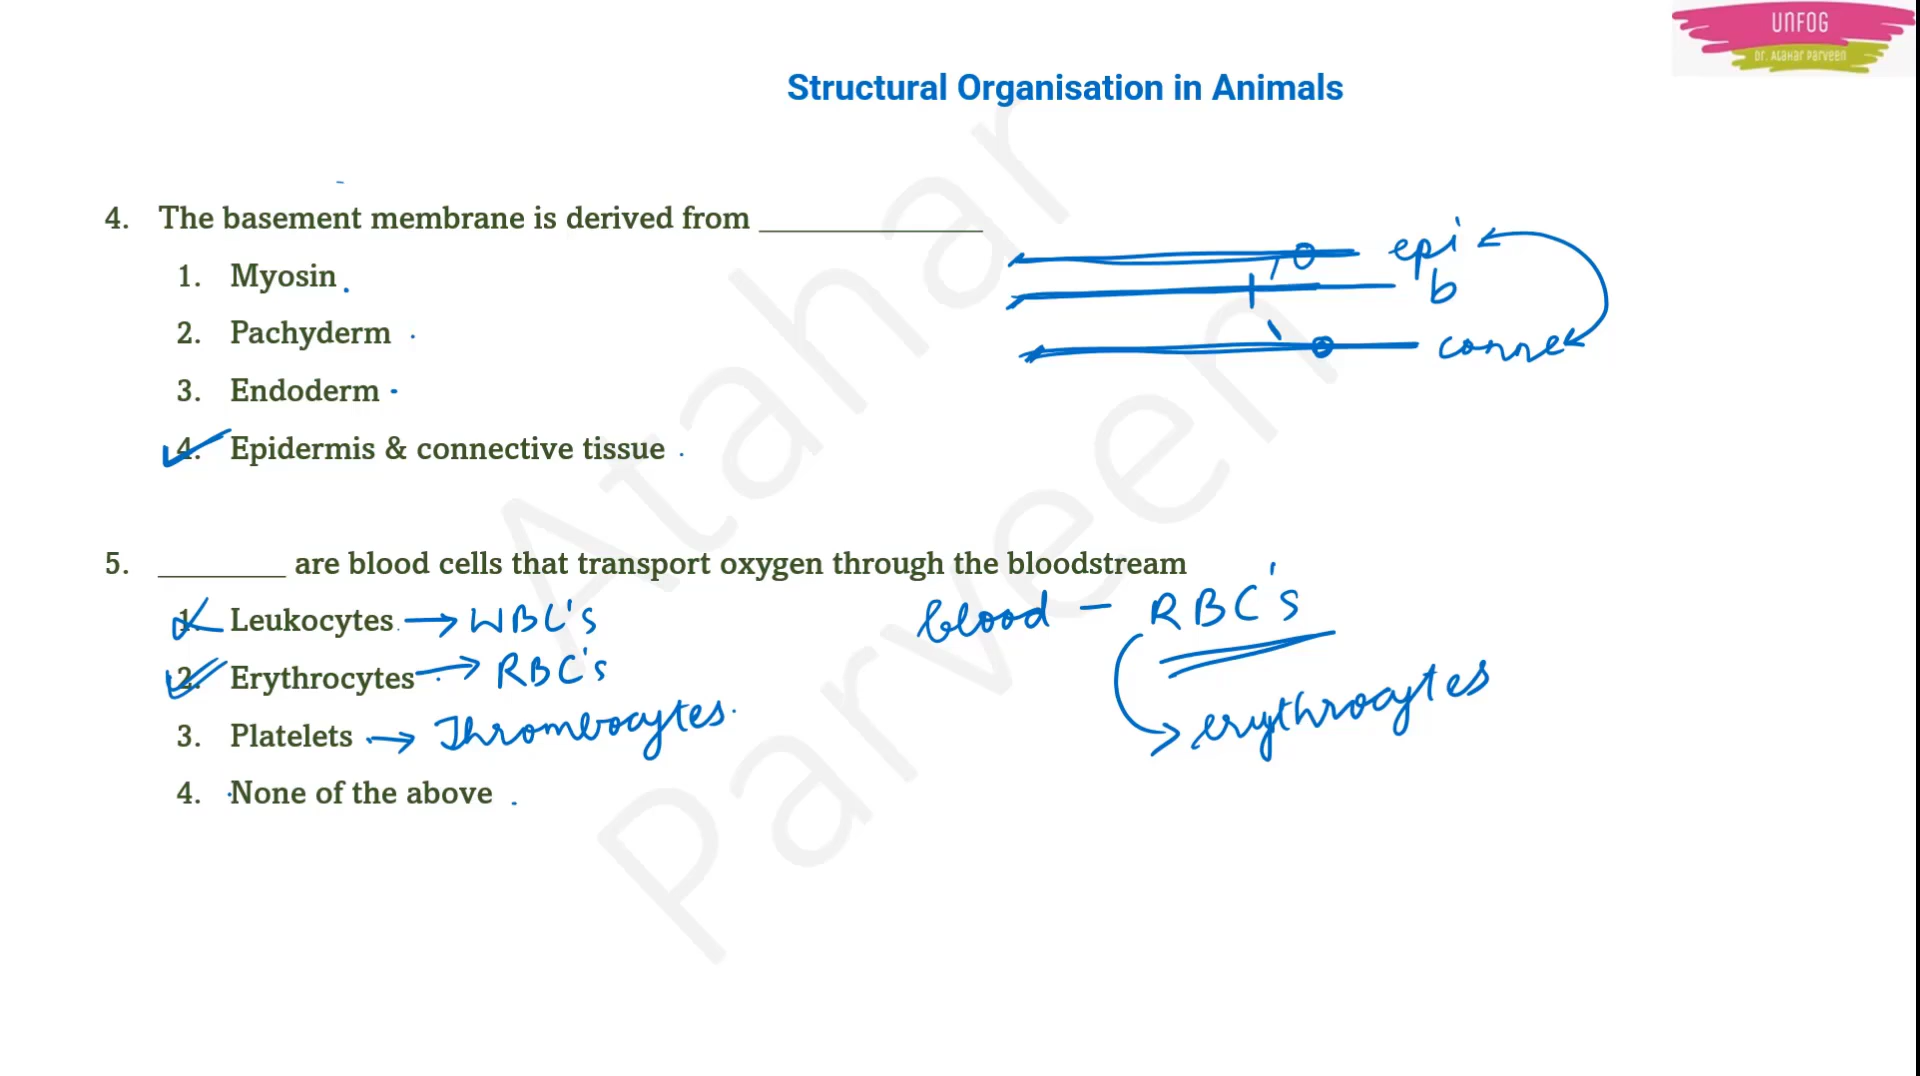 UNFOG
Dr. Atahar Parveen
Structural Organisation in Animals
4. The basement membrane is derived from ______________
1. Myosin
2. Pachyderm
3. Endoderm
4. Epidermis & connective tissue
epi
b
conne
5. ________ are blood cells that transport oxygen through the bloodstream
1. Leukocytes → WBC's
2. Erythrocytes → RBC's
3. Platelets → Thrombocytes.
4. None of the above
blood – RBC's
→ erythrocytes
Atahar
Parveen